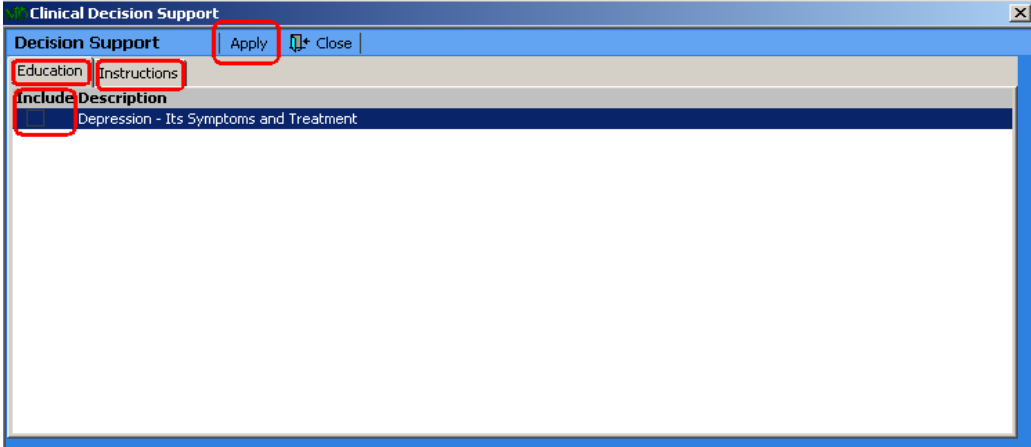 Clinical Decision Support
Decision Support Apply Close
Education Instructions
Include Description
Depression - Its Symptoms and Treatment